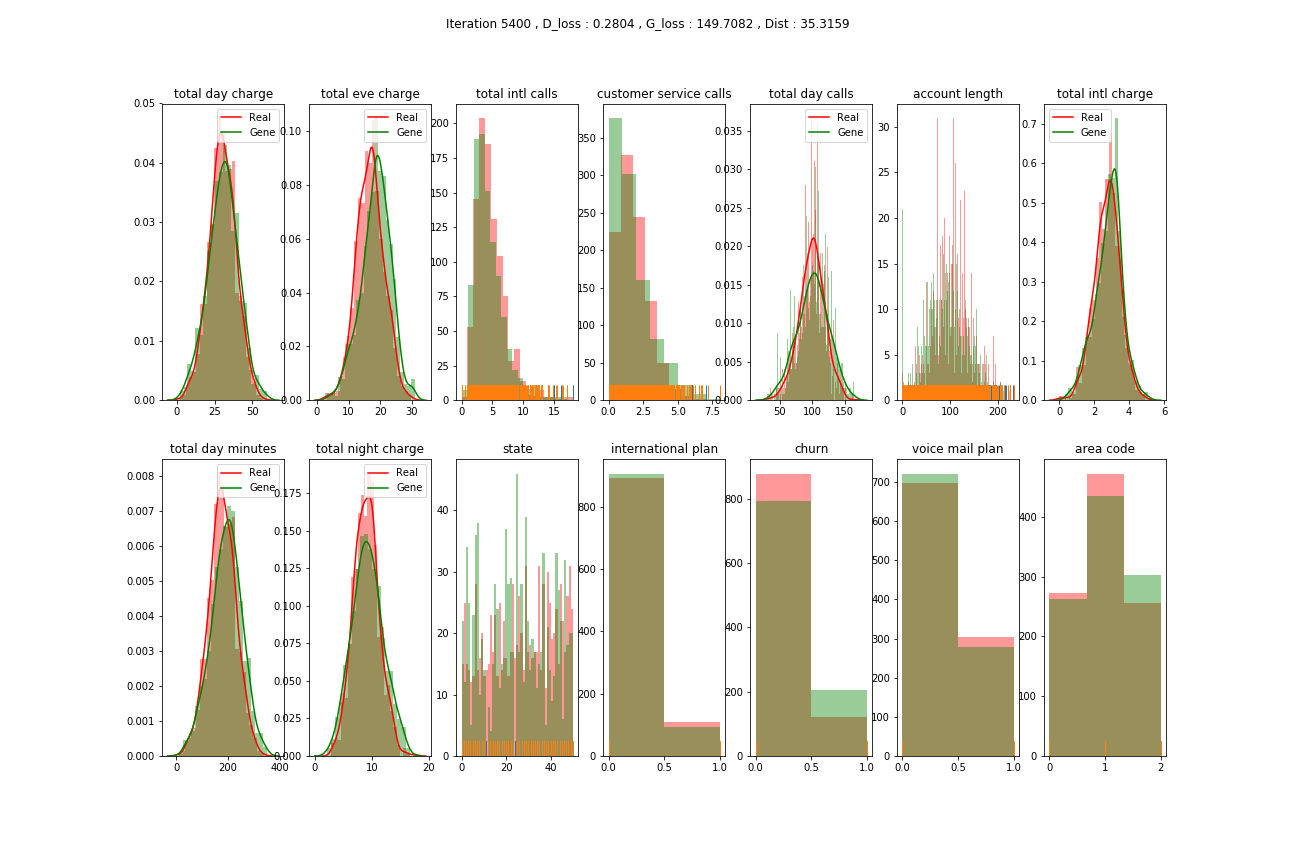 Iteration 5400 , D_loss : 0.2804 , G_loss : 149.7082 , Dist : 35.3159
total day charge total eve charge total intl calls customer service calls total day calls account length total intl charge
Real Real Real Real
Gene Gene Gene Gene
0.05 0.04 0.03 0.02 0.01 0.00
0 25 50
0.10 0.08 0.06 0.04 0.02 0.00
0 10 20 30
200 175 150 125 100 75 50 25 0
0 5 10 15
350 300 250 200 150 100 50 0
0.0 2.5 5.0 7.5
0.035 0.030 0.025 0.020 0.015 0.010 0.005 0.000
50 100 150
30 25 20 15 10 5 0
0 100 200
0.7 0.6 0.5 0.4 0.3 0.2 0.1 0.0
0 2 4 6
total day minutes total night charge state international plan churn voice mail plan area code
Real Real
Gene Gene
0.008 0.007 0.006 0.005 0.004 0.003 0.002 0.001 0.000
0 200 400
0.175 0.150 0.125 0.100 0.075 0.050 0.025 0.000
0 10 20
40 30 20 10 0
0 20 40
800 600 400 200 0
0.0 0.5 1.0
800 600 400 200 0
0.0 0.5 1.0
700 600 500 400 300 200 100 0
0.0 0.5 1.0
400 300 200 100 0
0 1 2